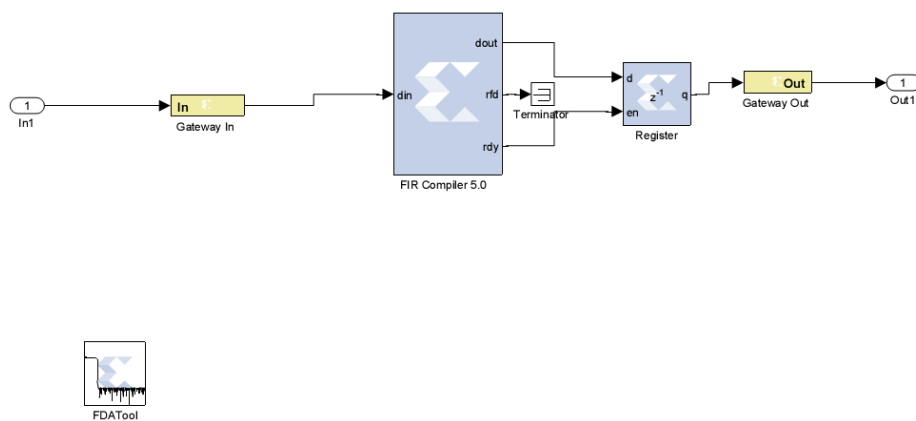 1
In1
In
Gateway In
din
dout
rfd
rdy
FIR Compiler 5.0
Terminator
d
en
z-1
q
Register
Out
Gateway Out
1
Out1
FDATool